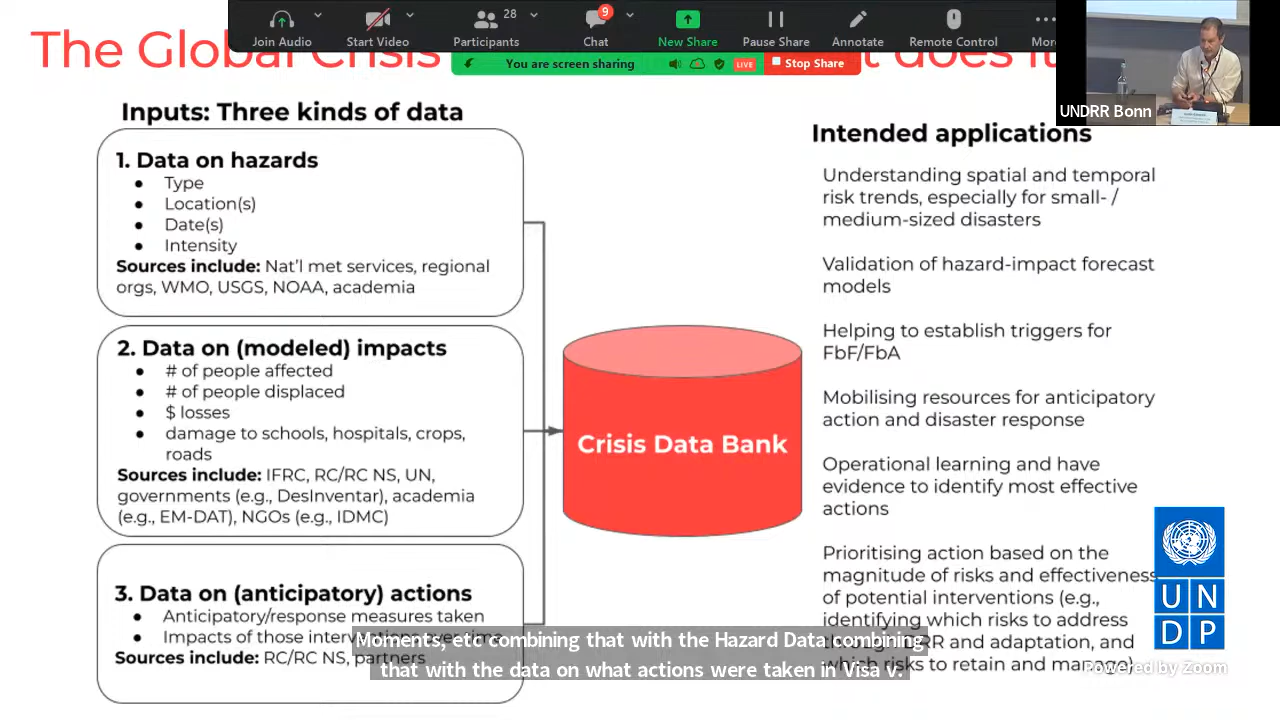 Join Audio
Start Video
28
Participants
9
Chat
New Share
Pause Share
Annotate
Remote Control
The Global Crisis
You are screen sharing
LIVE
Stop Share
UNDRR Bonn
Inputs: Three kinds of data
1. Data on hazards
● Type
● Location(s)
● Date(s)
● Intensity
Sources include: Nat'l met services, regional
orgs, WMO, USGS, NOAA, academia
2. Data on (modeled) impacts
● # of people affected
● # of people displaced
● $ losses
● damage to schools, hospitals, crops,
roads
Sources include: IFRC, RC/RC NS, UN,
governments (e.g., DesInventar), academia
(e.g., EM-DAT), NGOs (e.g., IDMC)
3. Data on (anticipatory) actions
● Anticipatory/response measures taken
● Impacts of those
Sources include: RC/RC NS, partners
Crisis Data Bank
Intended applications
Understanding spatial and temporal
risk trends, especially for small- /
medium-sized disasters
Validation of hazard-impact forecast
models
Helping to establish triggers for
FbF/FbA
Mobilising resources for anticipatory
action and disaster response
Operational learning and have
evidence to identify most effective
actions
Prioritising action based on the
magnitude of risks and effectiveness
of potential interventions (e.g.,
identifying which risks to address
and adaptation, and
risks to retain and
Moments, etc combining that with the Hazard Data combining
that with the data on what actions were taken in Visa V.
U N
D P
Powered by Zoom